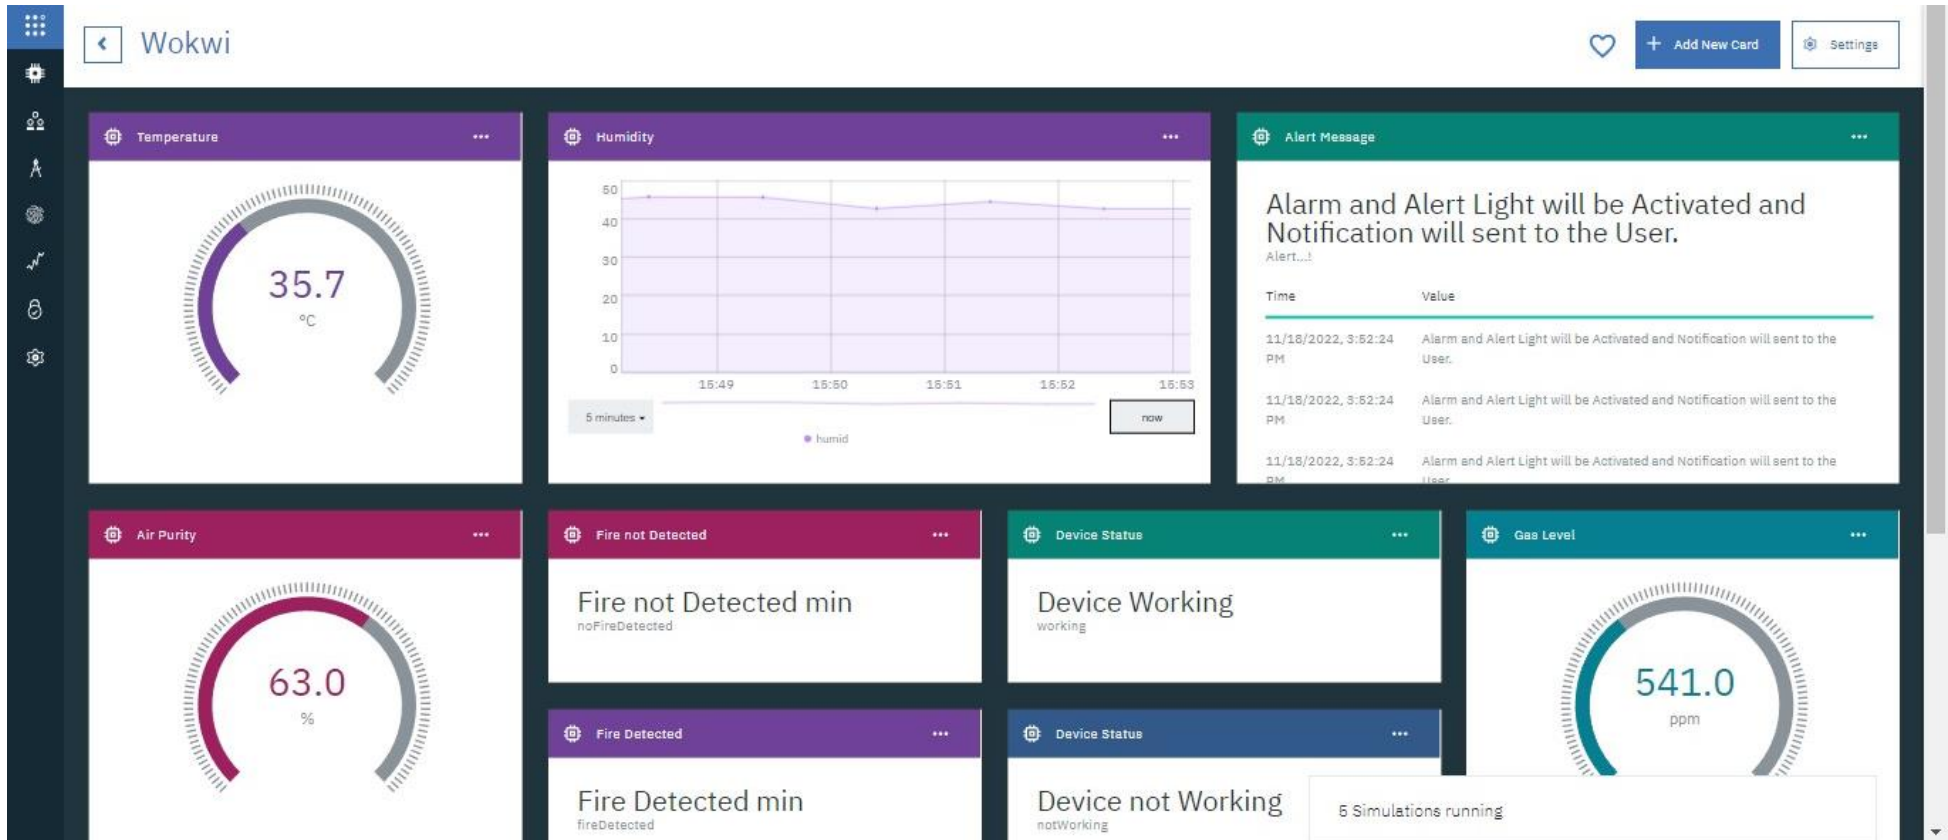 Wokwi
Add New Card
Settings
Temperature
35.7
°C
Humidity
50
40
30
20
10
0
15:49 15:50 15:51 15:52 15:53
5 minutes
now
humid
Alert Message
Alarm and Alert Light will be Activated and
Notification will sent to the User.
Alert...!
Time Value
11/18/2022, 3:52:24 Alarm and Alert Light will be Activated and Notification will sent to the
PM User.
11/18/2022, 3:52:24 Alarm and Alert Light will be Activated and Notification will sent to the
PM User.
11/18/2022, 3:52:24 Alarm and Alert Light will be Activated and Notification will sent to the
PM User.
Air Purity
63.0
%
Fire not Detected
Fire not Detected min
noFireDetected
Device Status
Device Working
working
Gas Level
541.0
ppm
Fire Detected
Fire Detected min
fireDetected
Device Status
Device not Working
notWorking
5 Simulations running